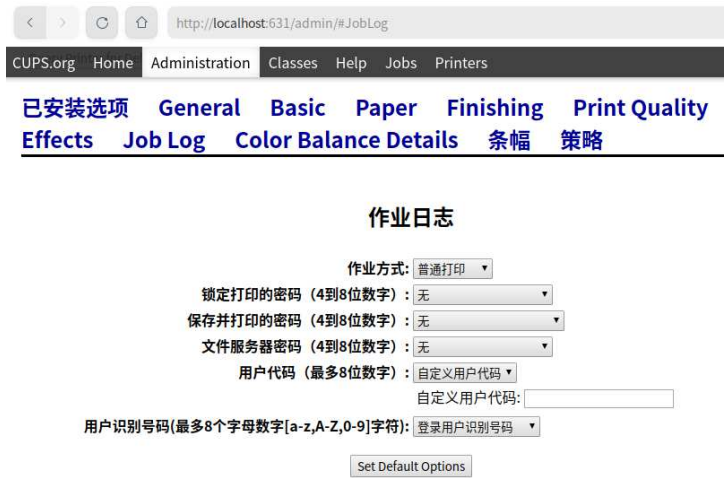 http://localhost:631/admin/#JobLog
CUPS.org Home Administration Classes Help Jobs Printers
已安装选项 General Basic Paper Finishing Print Quality
Effects Job Log Color Balance Details 条幅 策略
作业日志
作业方式: 普通打印
锁定打印的密码（4到8位数字）: 无
保存并打印的密码（4到8位数字）: 无
文件服务器密码（4到8位数字）: 无
用户代码（最多8位数字）: 自定义用户代码
自定义用户代码:
用户识别号码(最多8个字母数字[a-z,A-Z,0-9]字符): 登录用户识别号码
Set Default Options